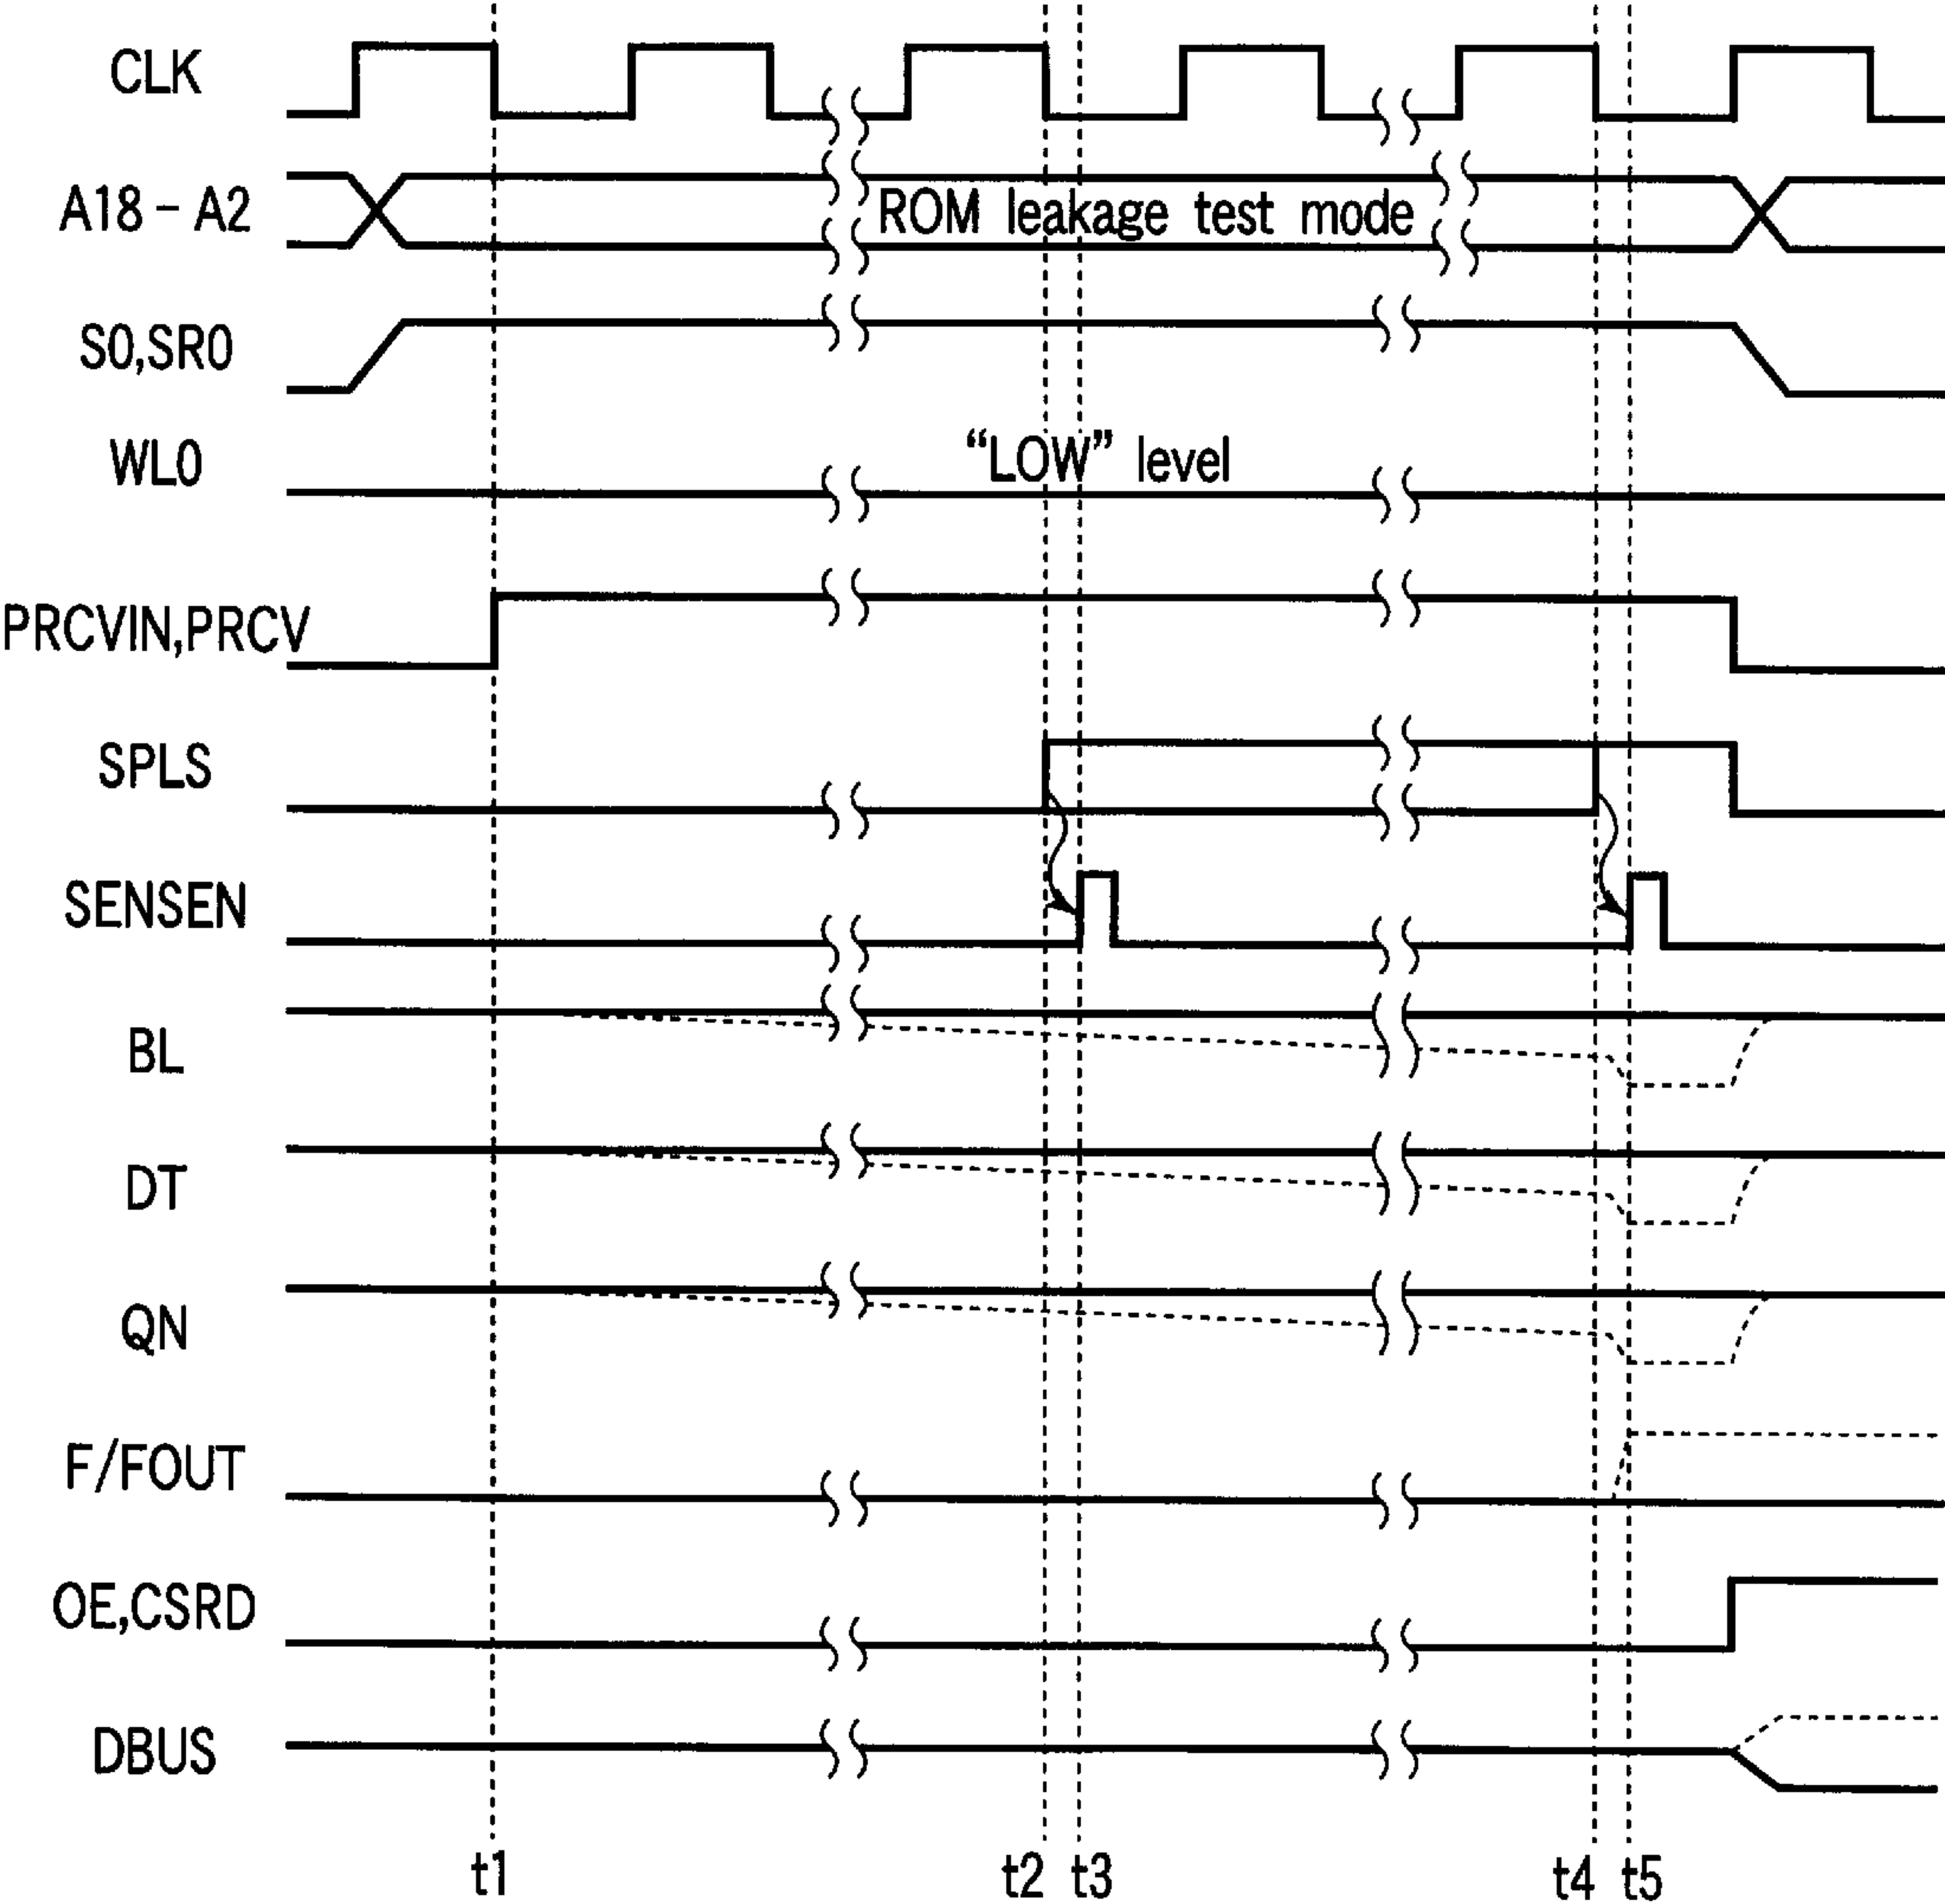 CLK
A18 - A2
ROM leakage test mode
S0,SR0
WL0
“LOW” level
PRCVIN,PRCV
SPLS
SENSEN
BL
DT
QN
F/FOUT
OE,CSRD
DBUS
t1
t2
t3
t4
t5